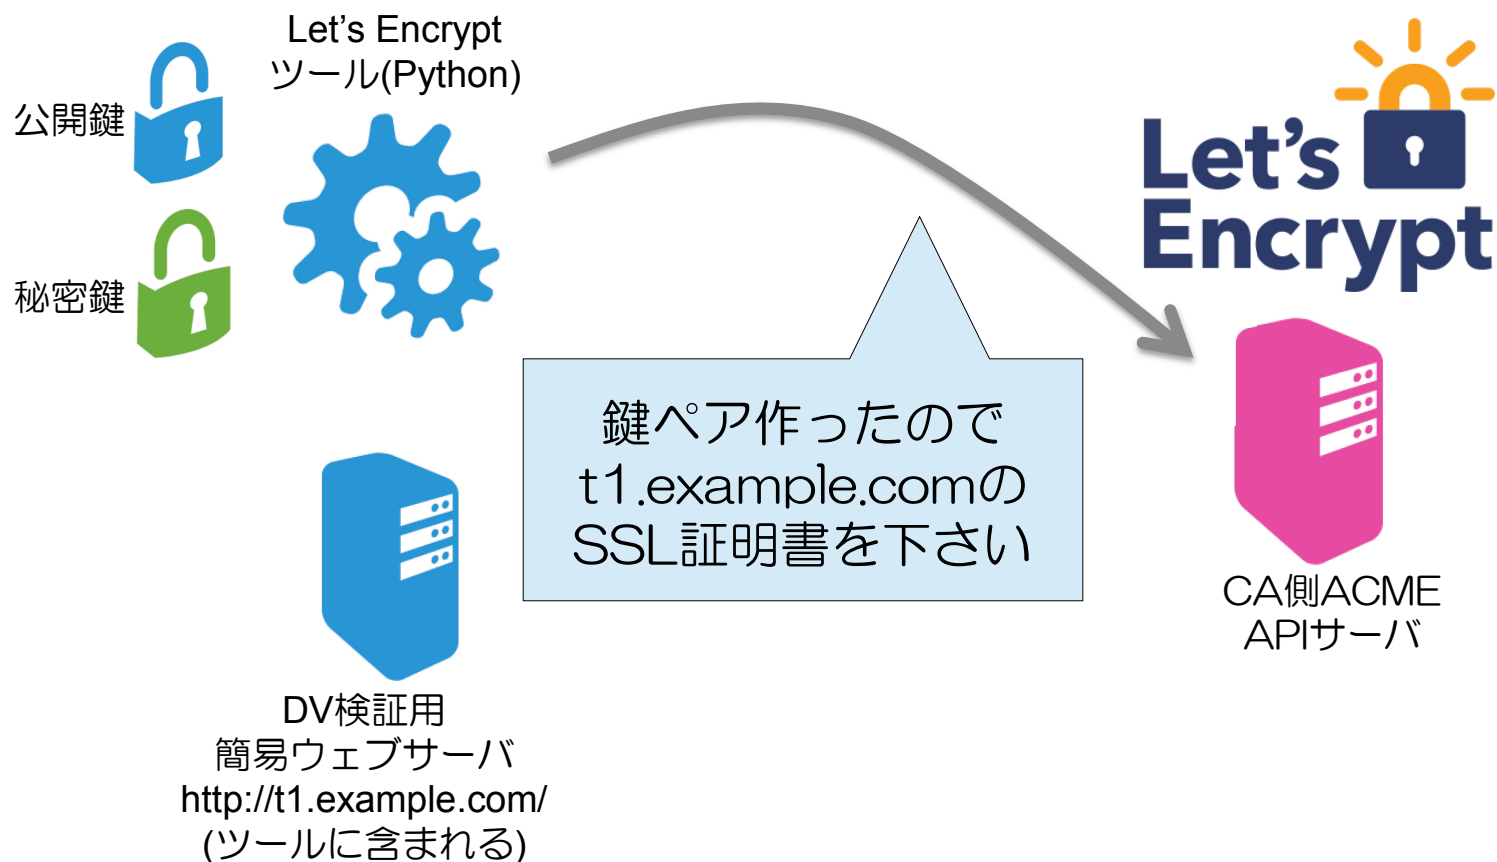 Let’s Encrypt
ツール(Python)
公開鍵
秘密鍵
Let’s
Encrypt
鍵ペア作ったので
t1.example.comの
SSL証明書を下さい
CA側ACME
APIサーバ
DV検証用
簡易ウェブサーバ
http://t1.example.com/
(ツールに含まれる)